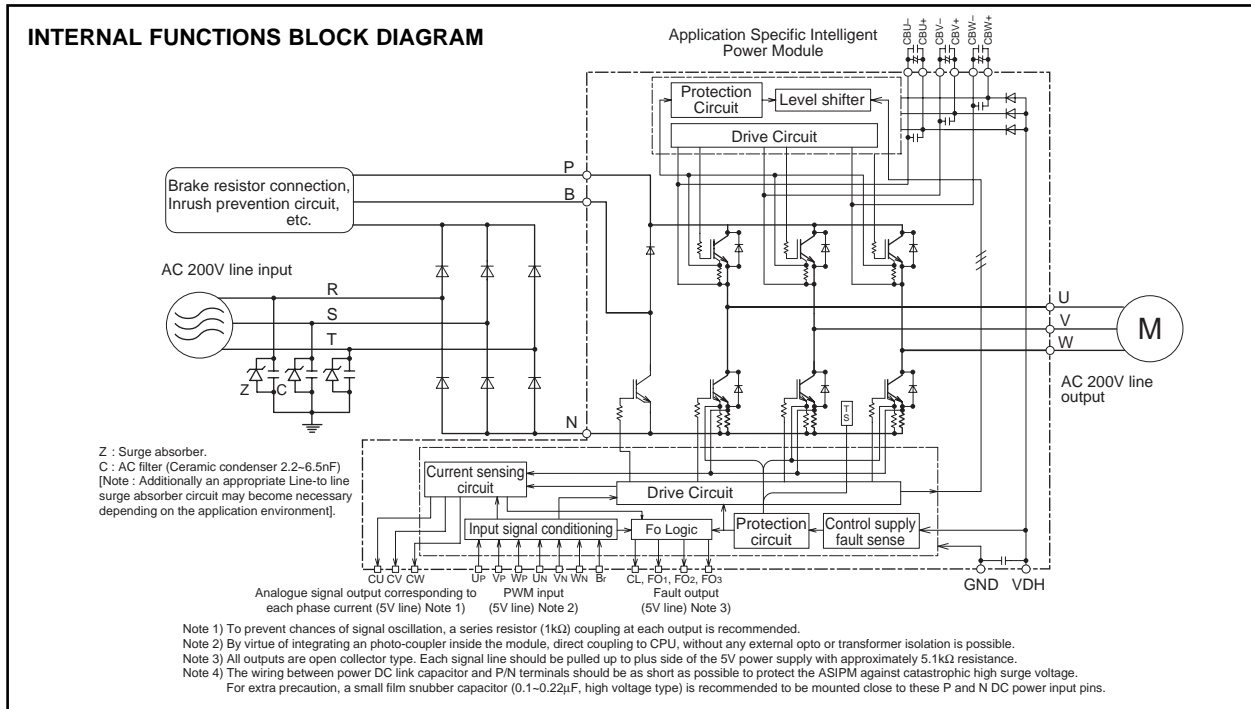 INTERNAL FUNCTIONS BLOCK DIAGRAM
Application Specific Intelligent
Power Module
CBU–
CBU+
CBV–
CBV+
CBW–
CBW+
Protection
Circuit
Level shifter
Drive Circuit
Brake resistor connection,
Inrush prevention circuit,
etc.
P
B
AC 200V line input
R
S
T
Z
C
N
U
V
W
M
AC 200V line
output
T
S
Z : Surge absorber.
C : AC filter (Ceramic condenser 2.2~6.5nF)
[Note : Additionally an appropriate Line-to line
surge absorber circuit may become necessary
depending on the application environment].
Current sensing
circuit
Drive Circuit
Input signal conditioning
Fo Logic
Protection
circuit
Control supply
fault sense
CU CV CW
UP VP WP UN VN WN Br
CL, FO1, FO2, FO3
GND VDH
Analogue signal output corresponding to
each phase current (5V line) Note 1)
PWM input
(5V line) Note 2)
Fault output
(5V line) Note 3)
Note 1) To prevent chances of signal oscillation, a series resistor (1kΩ) coupling at each output is recommended.
Note 2) By virtue of integrating an photo-coupler inside the module, direct coupling to CPU, without any external opto or transformer isolation is possible.
Note 3) All outputs are open collector type. Each signal line should be pulled up to plus side of the 5V power supply with approximately 5.1kΩ resistance.
Note 4) The wiring between power DC link capacitor and P/N terminals should be as short as possible to protect the ASIPM against catastrophic high surge voltage.
For extra precaution, a small film snubber capacitor (0.1~0.22μF, high voltage type) is recommended to be mounted close to these P and N DC power input pins.